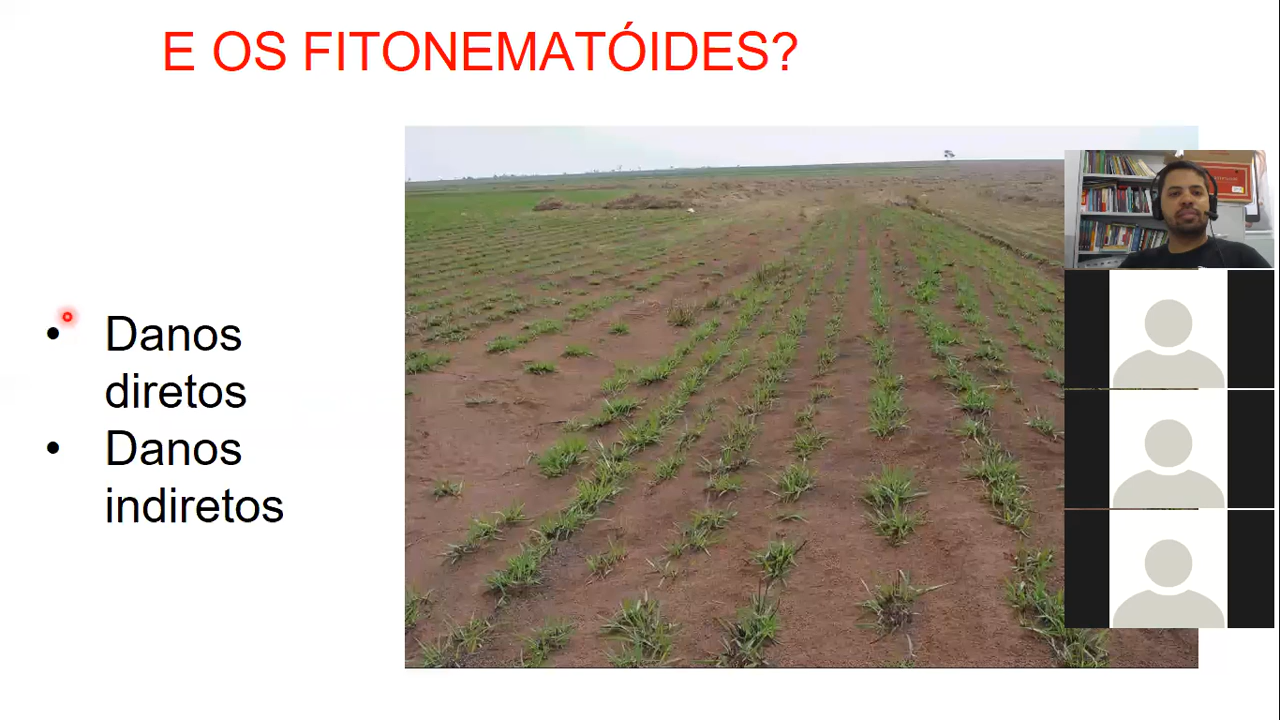 E OS FITONEMATÓIDES?
• Danos
diretos
• Danos
indiretos